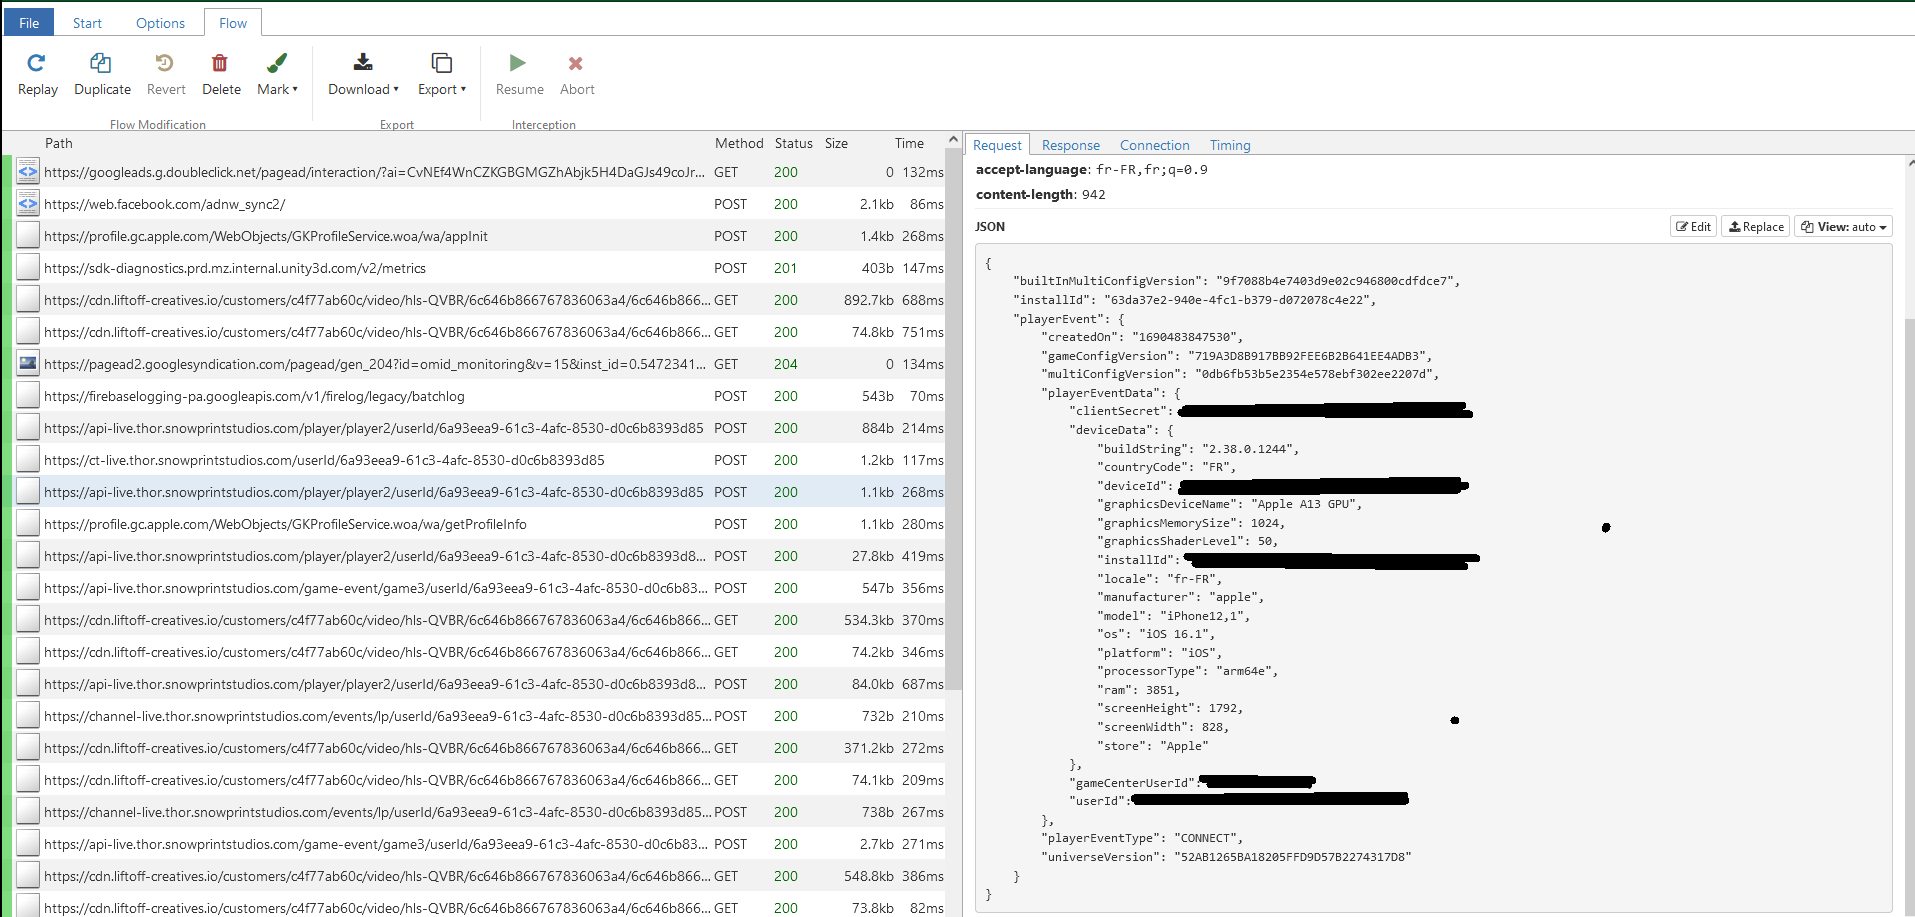 File Start Options Flow
Replay Duplicate Revert Delete Mark Download Export Resume Abort
Flow Modification Export Interception
Path Method Status Size Time
https://googleads.g.doubleclick.net/pagead/interaction/?ai=CvNEf4WnCZKGBGMGZhAbjk5H4DaGJs49coJr... GET 200 0 132ms
https://web.facebook.com/adnw_sync2/ POST 200 2.1kb 86ms
https://profile.gc.apple.com/WebObjects/GKProfileService.woa/wa/appInit POST 200 1.4kb 268ms
https://sdk-diagnostics.prd.mz.internal.unity3d.com/v2/metrics POST 201 403b 147ms
https://cdn.liftoff-creatives.io/customers/c4f77ab60c/video/hls-QVBR/6c646b866767836063a4/6c646b866... GET 200 892.7kb 688ms
https://cdn.liftoff-creatives.io/customers/c4f77ab60c/video/hls-QVBR/6c646b866767836063a4/6c646b866... GET 200 74.8kb 751ms
https://pagead2.googlesyndication.com/pagead/gen_204?id=omid_monitoring&v=15&inst_id=0.5472341... GET 204 0 134ms
https://firebaselogging-pa.googleapis.com/v1/firelog/legacy/batchlog POST 200 543b 70ms
https://api-live.thor.snowprintstudios.com/player/player2/userId/6a93eea9-61c3-4afc-8530-d0c6b8393d85 POST 200 884b 214ms
https://ct-live.thor.snowprintstudios.com/userId/6a93eea9-61c3-4afc-8530-d0c6b8393d85 POST 200 1.2kb 117ms
https://api-live.thor.snowprintstudios.com/player/player2/userId/6a93eea9-61c3-4afc-8530-d0c6b8393d85 POST 200 1.1kb 268ms
https://profile.gc.apple.com/WebObjects/GKProfileService.woa/wa/getProfileInfo POST 200 1.1kb 280ms
https://api-live.thor.snowprintstudios.com/player/player2/userId/6a93eea9-61c3-4afc-8530-d0c6b8393d8... POST 200 27.8kb 419ms
https://api-live.thor.snowprintstudios.com/game-event/game3/userId/6a93eea9-61c3-4afc-8530-d0c6b83... POST 200 547b 356ms
https://cdn.liftoff-creatives.io/customers/c4f77ab60c/video/hls-QVBR/6c646b866767836063a4/6c646b866... GET 200 534.3kb 370ms
https://cdn.liftoff-creatives.io/customers/c4f77ab60c/video/hls-QVBR/6c646b866767836063a4/6c646b866... GET 200 74.2kb 346ms
https://api-live.thor.snowprintstudios.com/player/player2/userId/6a93eea9-61c3-4afc-8530-d0c6b8393d8... POST 200 84.0kb 687ms
https://channel-live.thor.snowprintstudios.com/events/lp/userId/6a93eea9-61c3-4afc-8530-d0c6b8393d85... POST 200 732b 210ms
https://cdn.liftoff-creatives.io/customers/c4f77ab60c/video/hls-QVBR/6c646b866767836063a4/6c646b866... GET 200 371.2kb 272ms
https://cdn.liftoff-creatives.io/customers/c4f77ab60c/video/hls-QVBR/6c646b866767836063a4/6c646b866... GET 200 74.1kb 209ms
https://channel-live.thor.snowprintstudios.com/events/lp/userId/6a93eea9-61c3-4afc-8530-d0c6b8393d85... POST 200 738b 267ms
https://api-live.thor.snowprintstudios.com/game-event/game3/userId/6a93eea9-61c3-4afc-8530-d0c6b83... POST 200 2.7kb 271ms
https://cdn.liftoff-creatives.io/customers/c4f77ab60c/video/hls-QVBR/6c646b866767836063a4/6c646b866... GET 200 548.8kb 386ms
https://cdn.liftoff-creatives.io/customers/c4f77ab60c/video/hls-QVBR/6c646b866767836063a4/6c646b866... GET 200 73.8kb 82ms
Request Response Connection Timing
accept-language: fr-FR,fr;q=0.9
content-length: 942
JSON Edit Replace View: auto
{
"builtInMultiConfigVersion": "9f7088b4e7403d9e02c946800cdfdce7",
"installId": "63da37e2-940e-4fc1-b379-d072078c4e22",
"playerEvent": {
"createdOn": "1690483847530",
"gameConfigVersion": "719A3D8B917BB92FEE6B2B641EE4ADB3",
"multiConfigVersion": "0db6fb53b5e2354e578ebf302ee2207d",
"playerEventData": {
"clientSecret":
"deviceData": {
"buildString": "2.38.0.1244",
"countryCode": "FR",
"deviceId":
"graphicsDeviceName": "Apple A13 GPU",
"graphicsMemorySize": 1024,
"graphicsShaderLevel": 50,
"installId":
"locale": "fr-FR",
"manufacturer": "apple",
"model": "iPhone12,1",
"os": "iOS 16.1",
"platform": "iOS",
"processorType": "arm64e",
"ram": 3851,
"screenHeight": 1792,
"screenWidth": 828,
"store": "Apple"
},
"gameCenterUserId":
"userId":
},
"playerEventType": "CONNECT",
"universeVersion": "52AB1265BA18205FFD9D57B2274317D8"
}
}